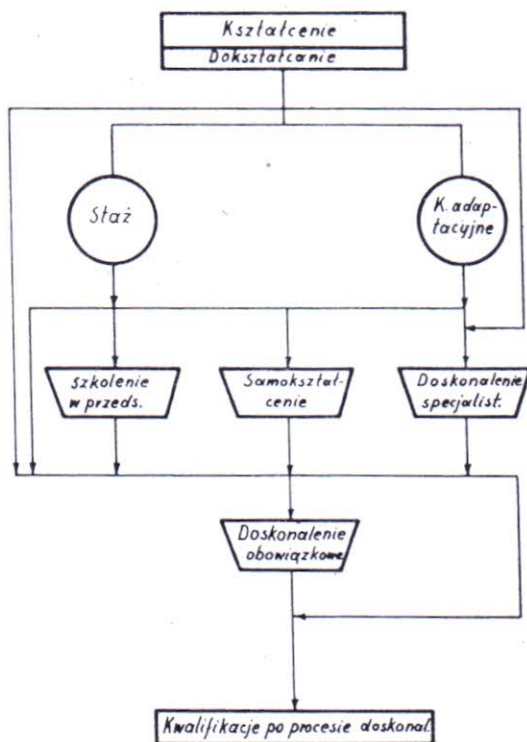 Kształcenie
Dokształcanie
Staż
K. adap-
tacyjne
Szkolenie
w przeds.
Samokształ-
cenie
Doskonalenie
specjalist.
Doskonalenie
obowiązkowe
Kwalifikacje po procesie doskonal.